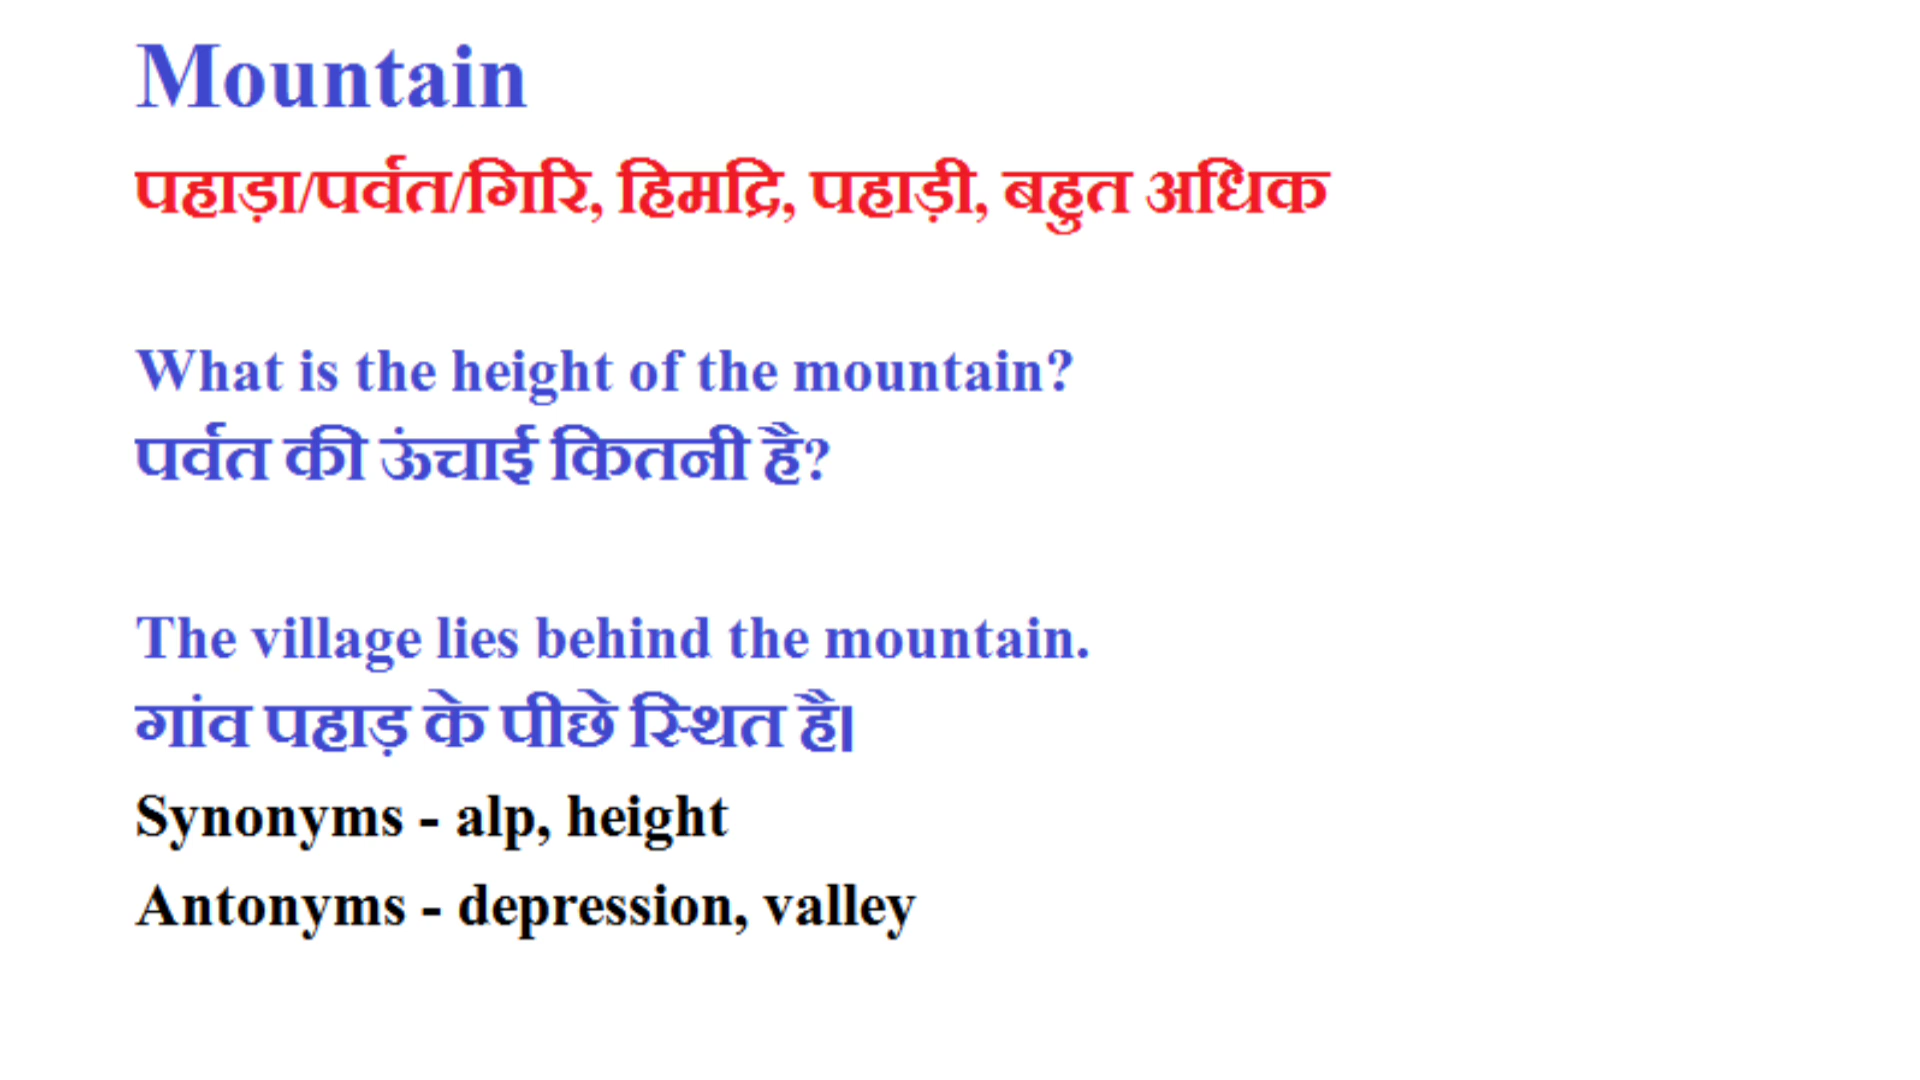 Mountain
पहाड़ा/पर्वत/गिरि, हिमद्रि, पहाड़ी, बहुत अधिक
What is the height of the mountain?
पर्वत की ऊंचाई कितनी है?
The village lies behind the mountain.
गांव पहाड़ के पीछे स्थित है।
Synonyms - alp, height
Antonyms - depression, valley